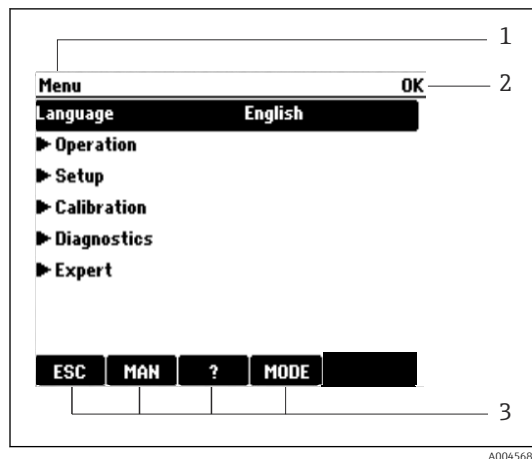 1
Menu OK 2
Language English
Operation
Setup
Calibration
Diagnostics
Expert
ESC MAN ? MODE
3
A004568